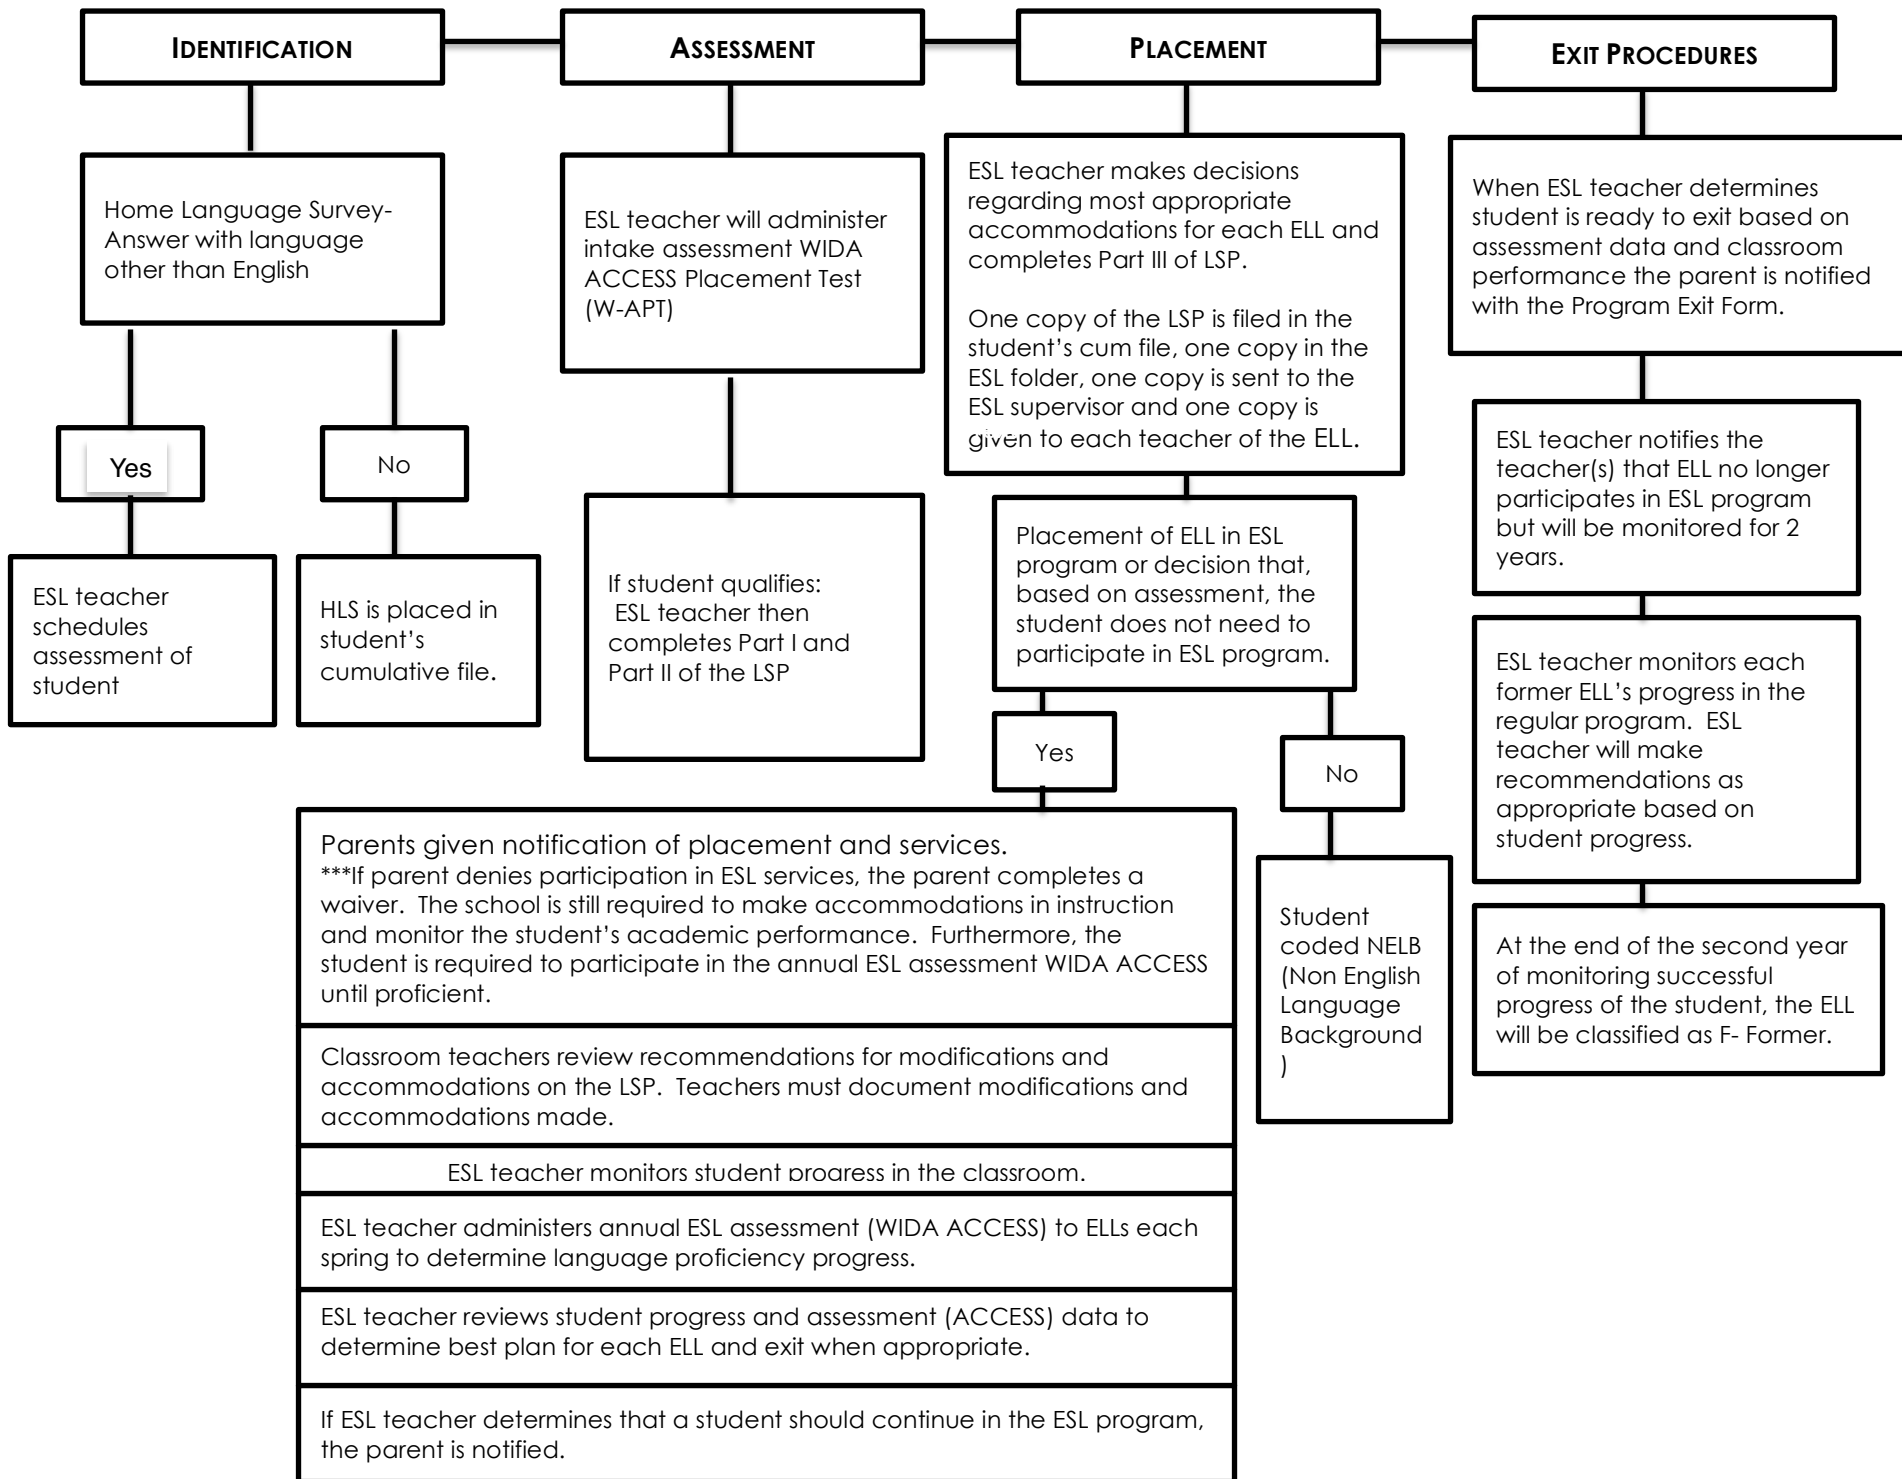 IDENTIFICATION
ASSESSMENT
PLACEMENT
EXIT PROCEDURES
Home Language Survey-
Answer with language
other than English
Yes
No
ESL teacher
schedules
assessment of
student
HLS is placed in
student’s
cumulative file.
ESL teacher will administer
intake assessment WIDA
ACCESS Placement Test
(W-APT)
If student qualifies:
ESL teacher then
completes Part I and
Part II of the LSP
ESL teacher makes decisions
regarding most appropriate
accommodations for each ELL and
completes Part III of LSP.
One copy of the LSP is filed in the
student’s cum file, one copy in the
ESL folder, one copy is sent to the
ESL supervisor and one copy is
given to each teacher of the ELL.
Placement of ELL in ESL
program or decision that,
based on assessment, the
student does not need to
participate in ESL program.
Yes
No
Parents given notification of placement and services.
***If parent denies participation in ESL services, the parent completes a
waiver.  The school is still required to make accommodations in instruction
and monitor the student’s academic performance.  Furthermore, the
student is required to participate in the annual ESL assessment WIDA ACCESS
until proficient.
Classroom teachers review recommendations for modifications and
accommodations on the LSP.  Teachers must document modifications and
accommodations made.
ESL teacher monitors student progress in the classroom.
ESL teacher administers annual ESL assessment (WIDA ACCESS) to ELLs each
spring to determine language proficiency progress.
ESL teacher reviews student progress and assessment (ACCESS) data to
determine best plan for each ELL and exit when appropriate.
If ESL teacher determines that a student should continue in the ESL program,
the parent is notified.
Student
coded NELB
(Non English
Language
Background
)
When ESL teacher determines
student is ready to exit based on
assessment data and classroom
performance the parent is notified
with the Program Exit Form.
ESL teacher notifies the
teacher(s) that ELL no longer
participates in ESL program
but will be monitored for 2
years.
ESL teacher monitors each
former ELL’s progress in the
regular program.  ESL
teacher will make
recommendations as
appropriate based on
student progress.
At the end of the second year
of monitoring successful
progress of the student, the ELL
will be classified as F- Former.